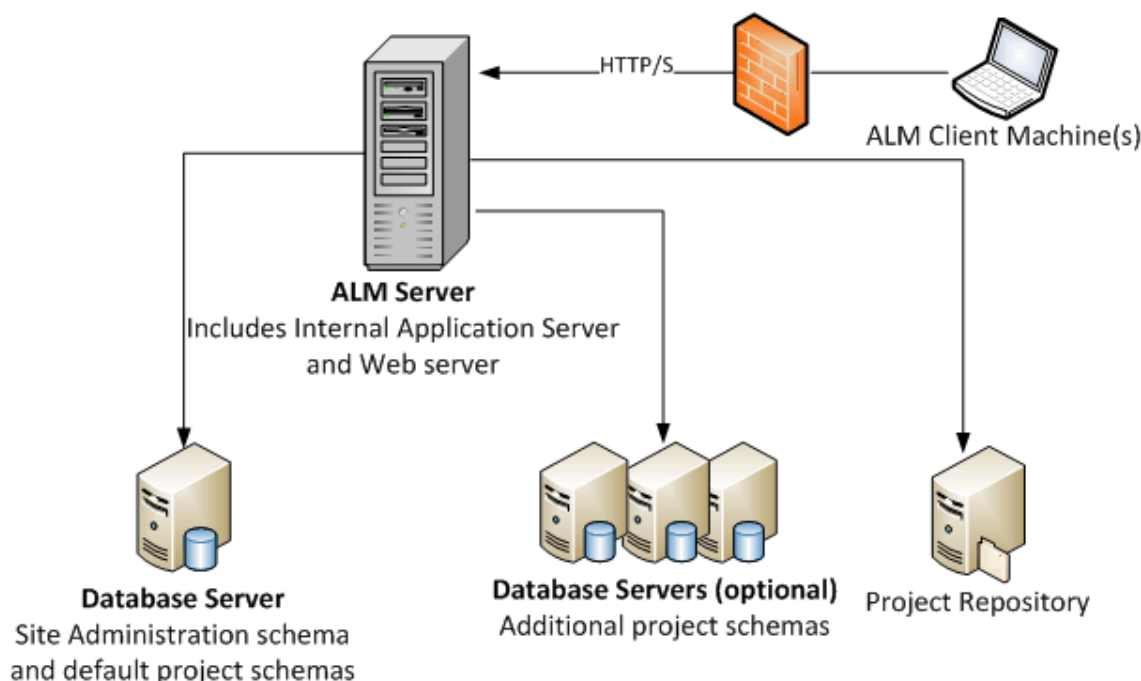 HTTP/S
ALM Client Machine(s)
ALM Server
Includes Internal Application Server
and Web server
Database Server
Site Administration schema
and default project schemas
Database Servers (optional)
Additional project schemas
Project Repository